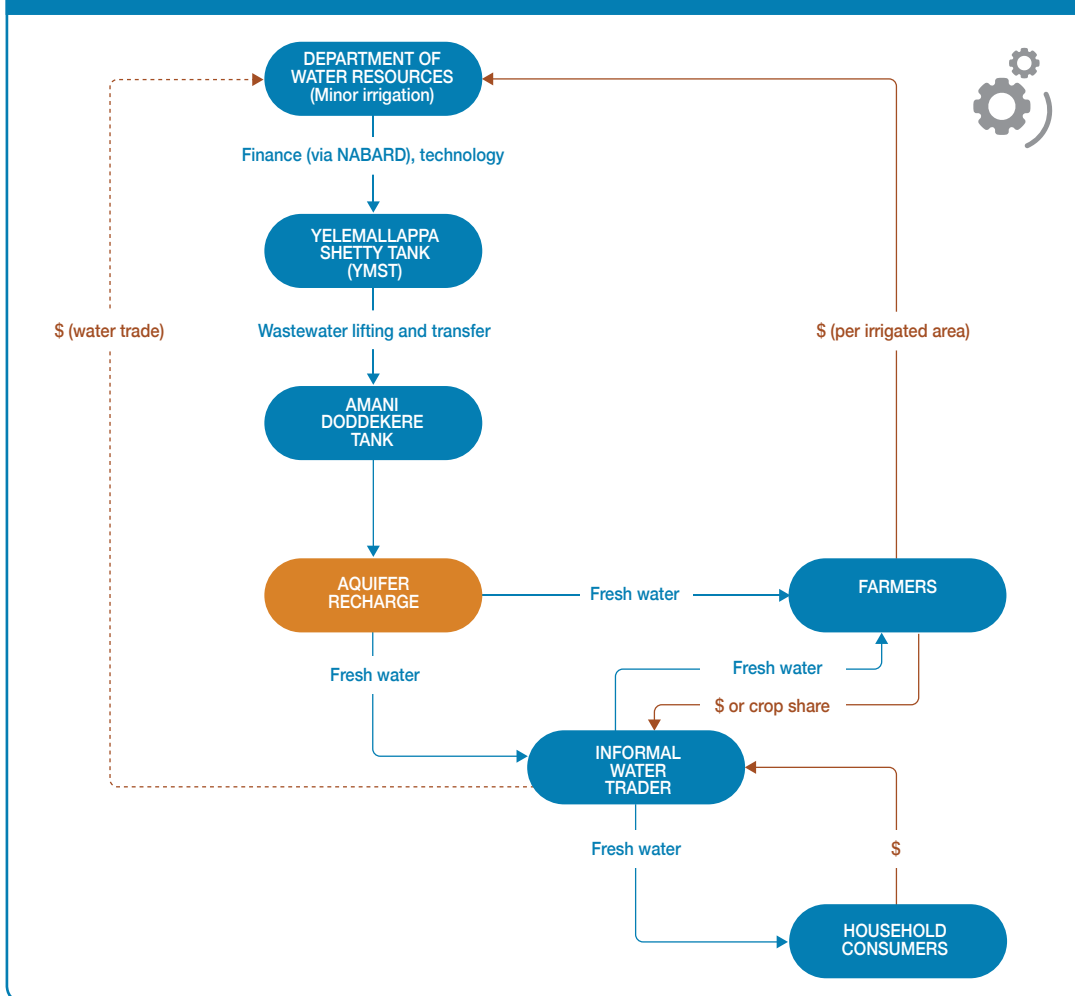 DEPARTMENT OF
WATER RESOURCES
(Minor irrigation)
Finance (via NABARD), technology
YELEMALLAPPA
SHETTY TANK
(YMST)
$ (water trade)
Wastewater lifting and transfer
$ (per irrigated area)
AMANI
DODDEKERE
TANK
AQUIFER
RECHARGE
Fresh water
FARMERS
Fresh water
Fresh water
$ or crop share
INFORMAL
WATER
TRADER
Fresh water
$
HOUSEHOLD
CONSUMERS